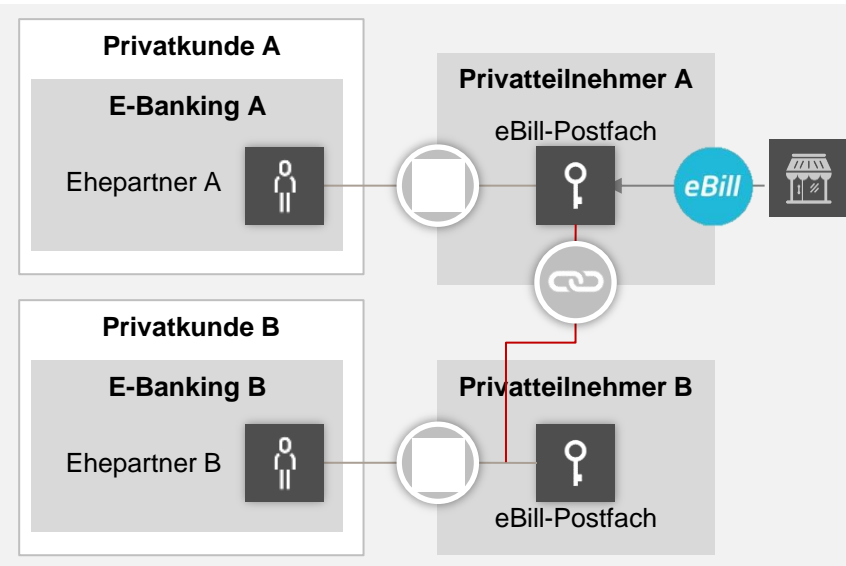 Privatkunde A
E-Banking A
Ehepartner A
Privatteilnehmer A
eBill-Postfach
eBill
Privatkunde B
E-Banking B
Ehepartner B
Privatteilnehmer B
eBill-Postfach